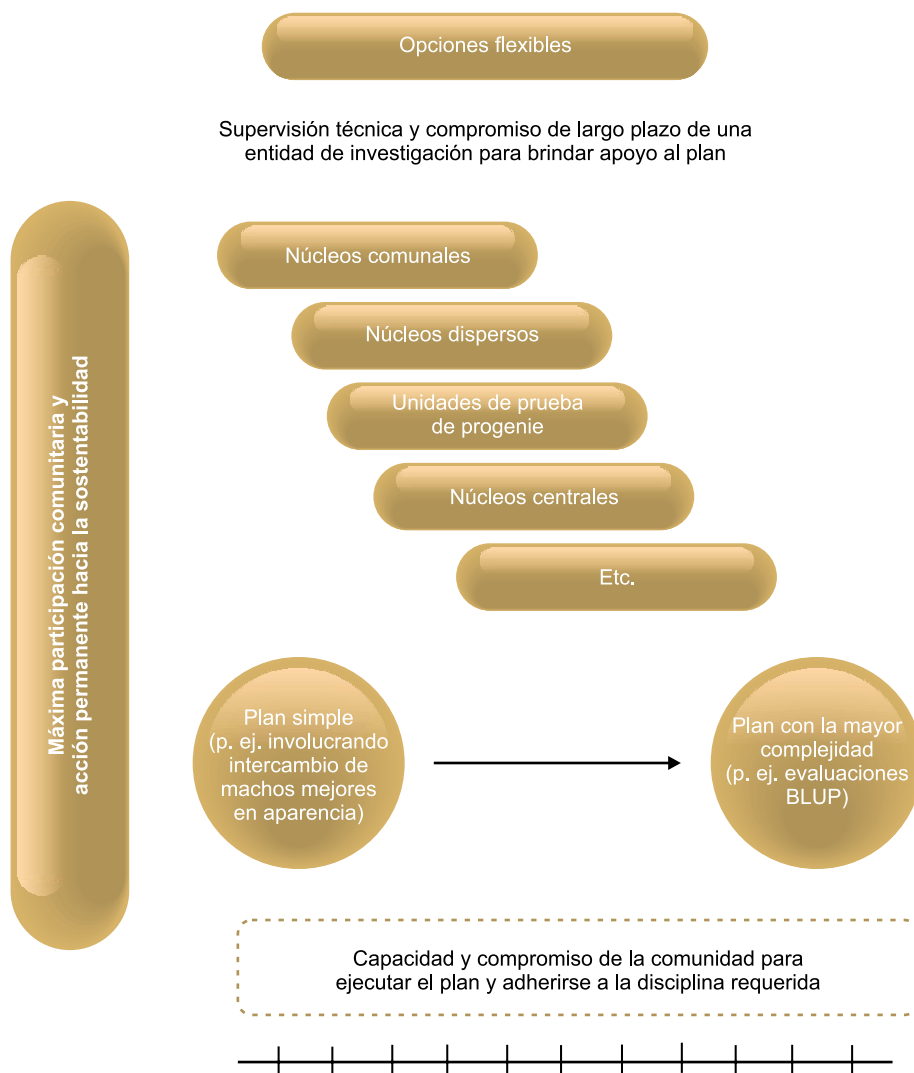 Opciones flexibles
Supervisión técnica y compromiso de largo plazo de una
entidad de investigación para brindar apoyo al plan
Máxima participación comunitaria y
acción permanente hacia la sostentabilidad
Núcleos comunales
Núcleos dispersos
Unidades de prueba
de progenie
Núcleos centrales
Etc.
Plan simple
(p. ej. involucrando
intercambio de
machos mejores
en aparencia)
Plan con la mayor
complejidad
(p. ej. evaluaciones
BLUP)
Capacidad y compromiso de la comunidad para
ejecutar el plan y adherirse a la disciplina requerida